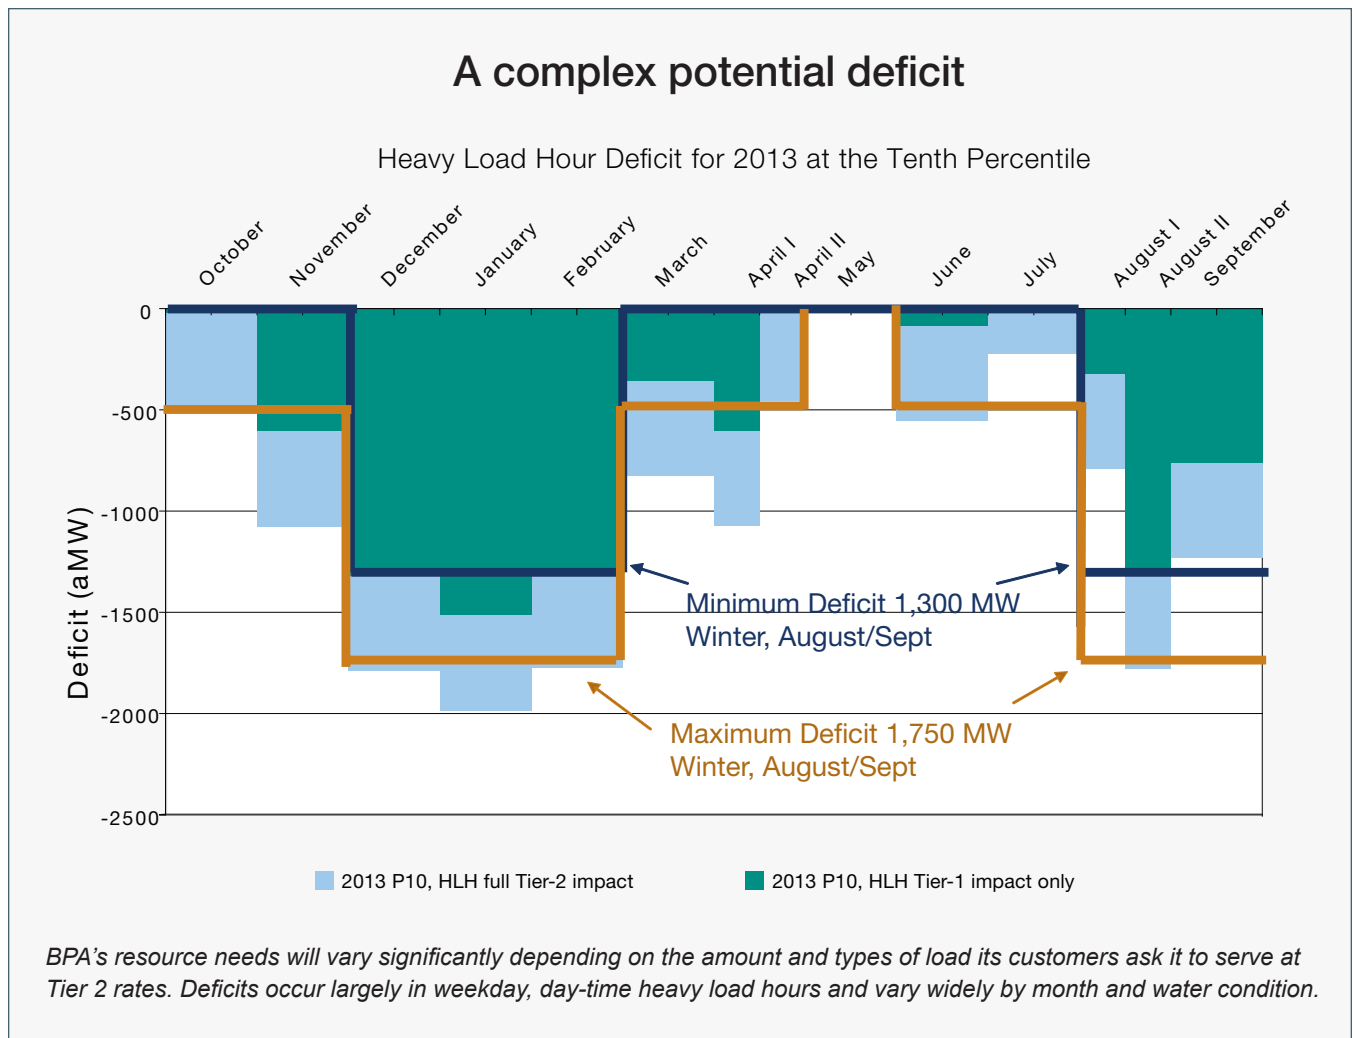 A complex potential deficit
Heavy Load Hour Deficit for 2013 at the Tenth Percentile
October
November
December
January
February
March
April I
April II
May
June
July
August I
August II
September
0
-500
-1000
-1500
-2000
-2500
Deficit (aMW)
Minimum Deficit 1,300 MW
Winter, August/Sept
Maximum Deficit 1,750 MW
Winter, August/Sept
2013 P10, HLH full Tier-2 impact
2013 P10, HLH Tier-1 impact only
BPA's resource needs will vary significantly depending on the amount and types of load its customers ask it to serve at
Tier 2 rates. Deficits occur largely in weekday, day-time heavy load hours and vary widely by month and water condition.